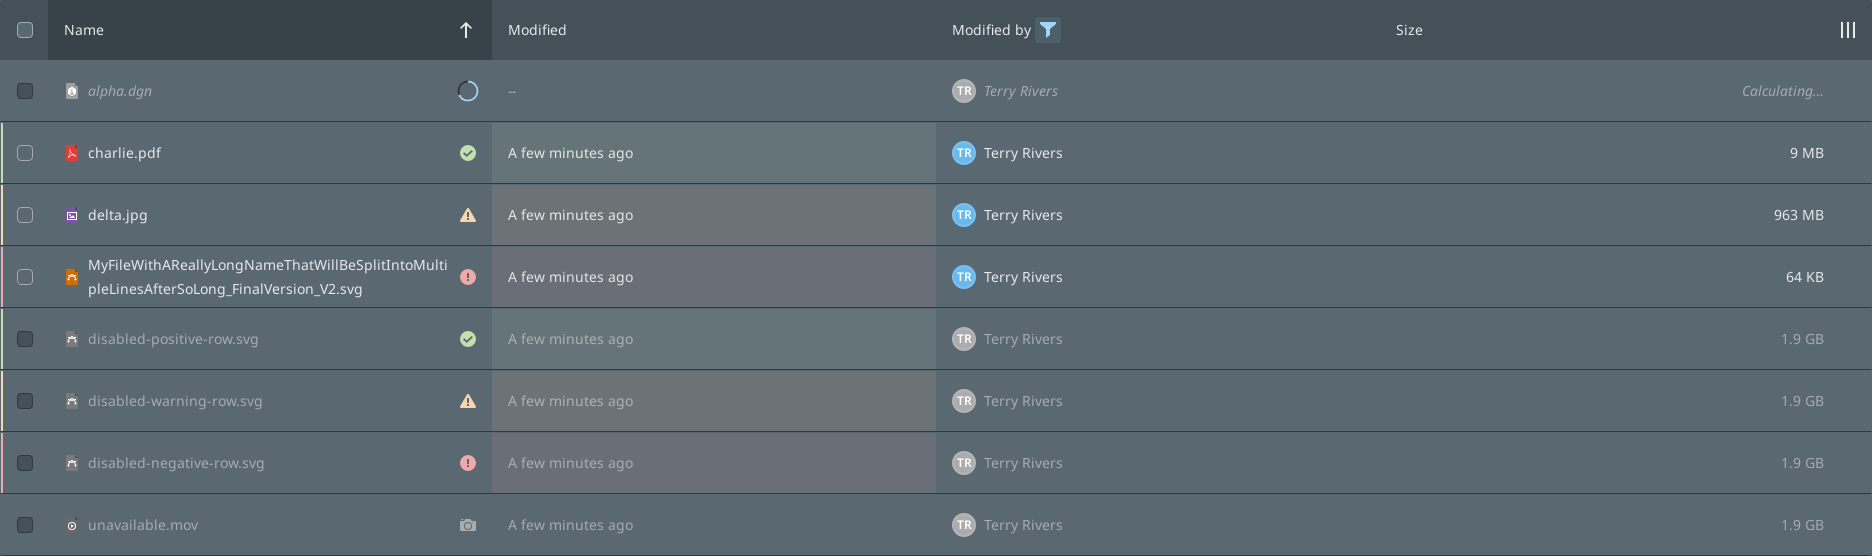 Name Modified Modified by Size
alpha.dgn -- TR Terry Rivers Calculating...
charlie.pdf A few minutes ago TR Terry Rivers 9 MB
delta.jpg A few minutes ago TR Terry Rivers 963 MB
MyFileWithAReallyLongNameThatWillBeSplitIntoMulti
pleLinesAfterSoLong_FinalVersion_V2.svg A few minutes ago TR Terry Rivers 64 KB
disabled-positive-row.svg A few minutes ago TR Terry Rivers 1.9 GB
disabled-warning-row.svg A few minutes ago TR Terry Rivers 1.9 GB
disabled-negative-row.svg A few minutes ago TR Terry Rivers 1.9 GB
unavailable.mov A few minutes ago TR Terry Rivers 1.9 GB